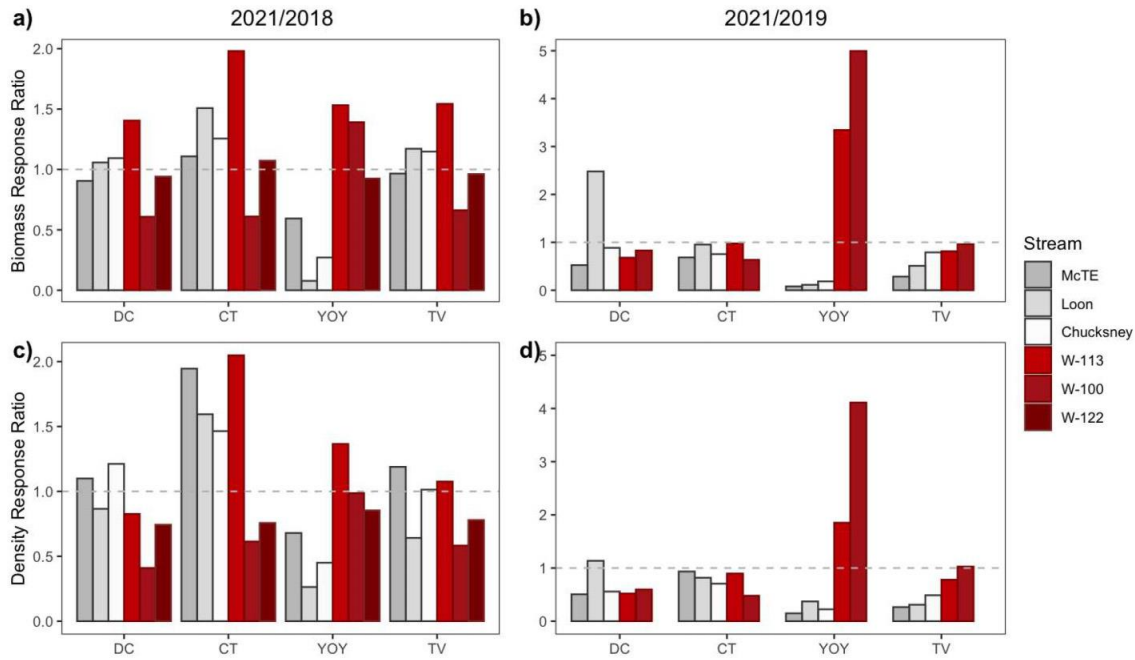 a) 2021/2018
b) 2021/2019
Biomass Response Ratio
2.0
1.5
1.0
0.5
0.0
DC CT YOY TV
5
4
3
2
1
0
DC CT YOY TV
c)
Density Response Ratio
2.0
1.5
1.0
0.5
0.0
DC CT YOY TV
d)
5
4
3
2
1
0
DC CT YOY TV
Stream
McTE
Loon
Chucksney
W-113
W-100
W-122